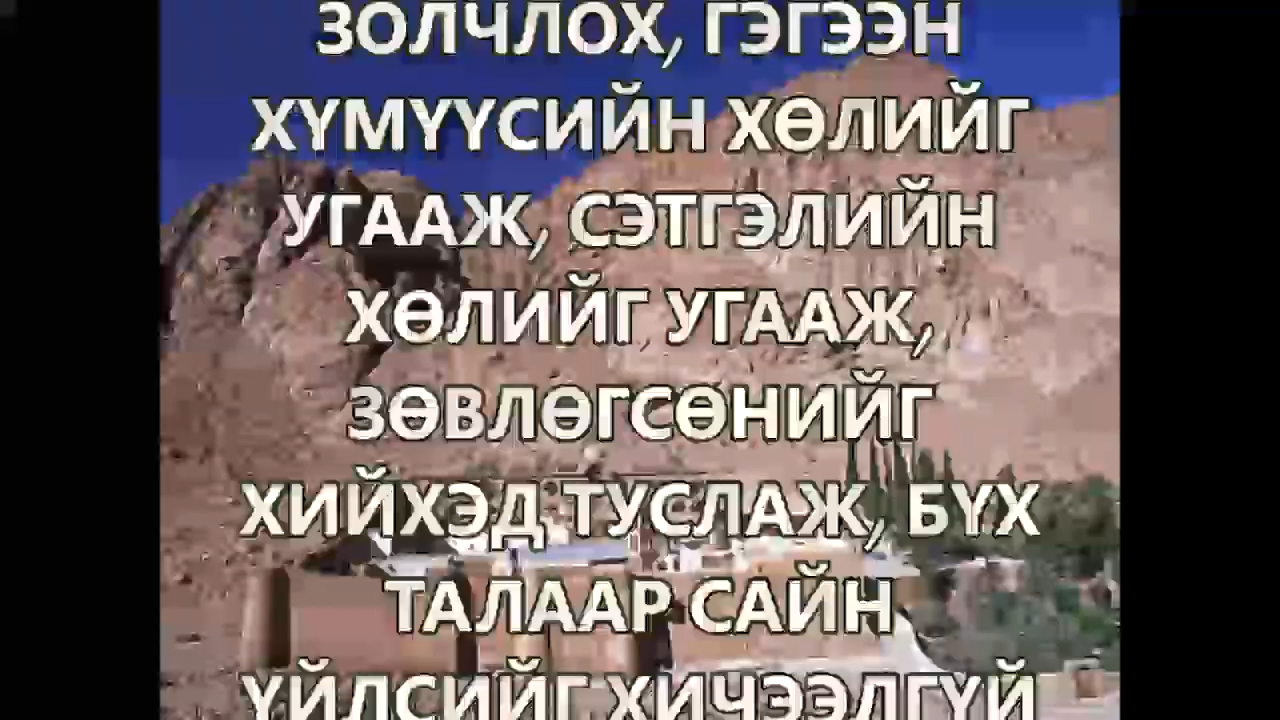 ЗОЛЧЛОХ, ГЭГЭЭН
ХҮМҮҮСИЙН ХӨЛИЙГ
УГААЖ, СЭТГЭЛИЙН
ХӨЛИЙГ УГААЖ,
ЗӨВЛӨГСӨНИЙГ
ХИЙХЭД ТУСЛАЖ, БҮХ
ТАЛААР САЙН
ҮЙЛСИЙГ ХИЧЭЭЛГҮЙ